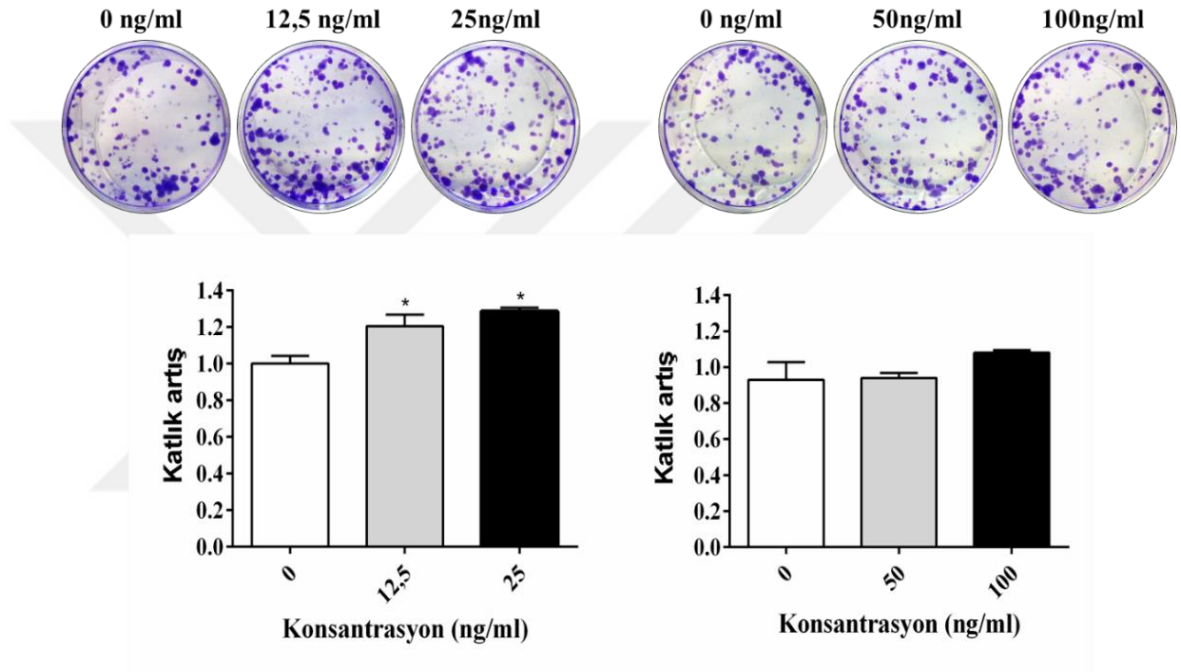 0 ng/ml 12,5 ng/ml 25ng/ml
0 ng/ml 50ng/ml 100ng/ml
Katlık artış
1.4
1.2
1.0
0.8
0.6
0.4
0.2
0.0
* *
0 12,5 25
Konsantrasyon (ng/ml)
Katlık artış
1.4
1.2
1.0
0.8
0.6
0.4
0.2
0.0
0 50 100
Konsantrasyon (ng/ml)